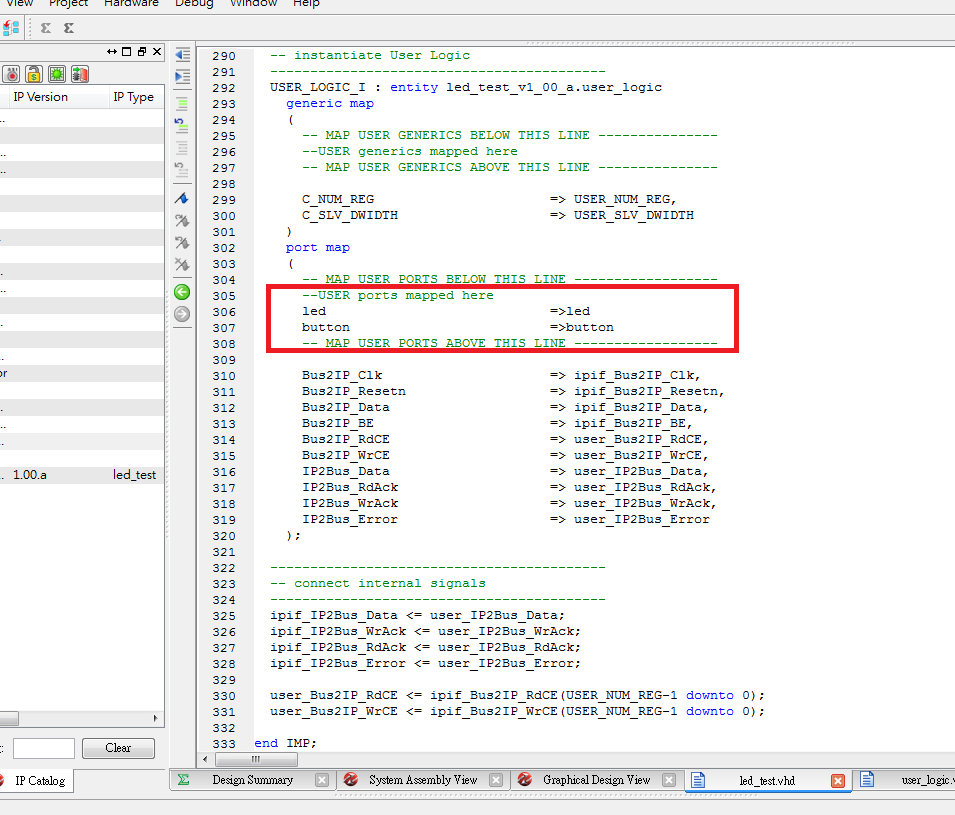 View Project Hardware Debug Window Help
IP Version IP Type
1.00.a led_test
Clear
IP Catalog
290 -- instantiate User Logic
291 ------------------------------------------
292 USER_LOGIC_I : entity led_test_v1_00_a.user_logic
293 generic map
294 (
295 -- MAP USER GENERICS BELOW THIS LINE ---------------
296 --USER generics mapped here
297 -- MAP USER GENERICS ABOVE THIS LINE ---------------
298
299 C_NUM_REG => USER_NUM_REG,
300 C_SLV_DWIDTH => USER_SLV_DWIDTH
301 )
302 port map
303 (
304 -- MAP USER PORTS BELOW THIS LINE ------------------
305 --USER ports mapped here
306 led =>led
307 button =>button
308 -- MAP USER PORTS ABOVE THIS LINE ------------------
309
310 Bus2IP_Clk => ipif_Bus2IP_Clk,
311 Bus2IP_Resetn => ipif_Bus2IP_Resetn,
312 Bus2IP_Data => ipif_Bus2IP_Data,
313 Bus2IP_BE => ipif_Bus2IP_BE,
314 Bus2IP_RdCE => user_Bus2IP_RdCE,
315 Bus2IP_WrCE => user_Bus2IP_WrCE,
316 IP2Bus_Data => user_IP2Bus_Data,
317 IP2Bus_RdAck => user_IP2Bus_RdAck,
318 IP2Bus_WrAck => user_IP2Bus_WrAck,
319 IP2Bus_Error => user_IP2Bus_Error
320 );
321
322 ------------------------------------------
323 -- connect internal signals
324 ------------------------------------------
325 ipif_IP2Bus_Data <= user_IP2Bus_Data;
326 ipif_IP2Bus_WrAck <= user_IP2Bus_WrAck;
327 ipif_IP2Bus_RdAck <= user_IP2Bus_RdAck;
328 ipif_IP2Bus_Error <= user_IP2Bus_Error;
329
330 user_Bus2IP_RdCE <= ipif_Bus2IP_RdCE(USER_NUM_REG-1 downto 0);
331 user_Bus2IP_WrCE <= ipif_Bus2IP_WrCE(USER_NUM_REG-1 downto 0);
332
333 end IMP;
Design Summary System Assembly View Graphical Design View led_test.vhd user_logic.v